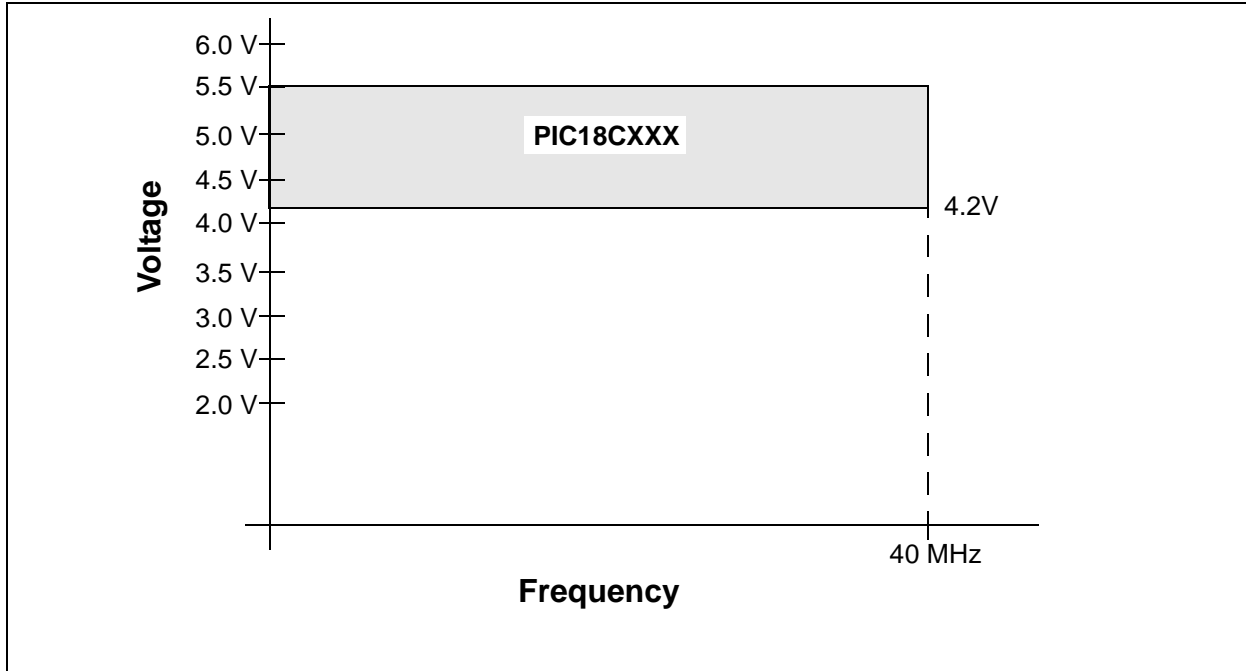 6.0 V
5.5 V
5.0 V
PIC18CXXX
4.5 V
4.2V
4.0 V
3.5 V
3.0 V
2.5 V
2.0 V
Voltage
40 MHz
Frequency